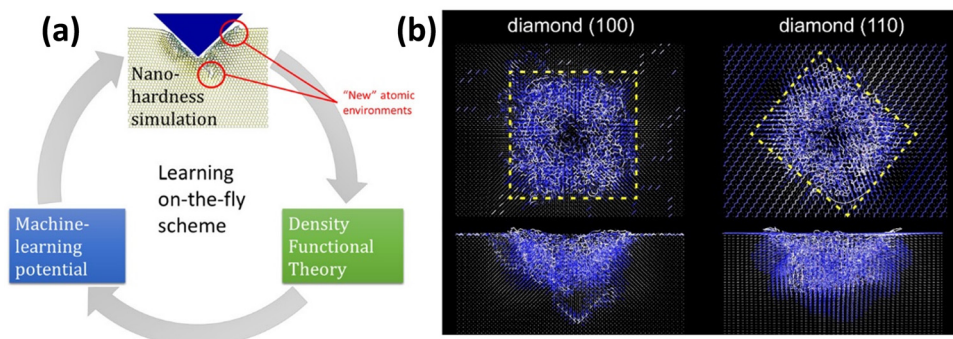 (a)
Nano-
hardness
simulation
"New" atomic
environments
Learning
on-the-fly
scheme
Machine-
learning
potential
Density
Functional
Theory
(b)
diamond (100)
diamond (110)